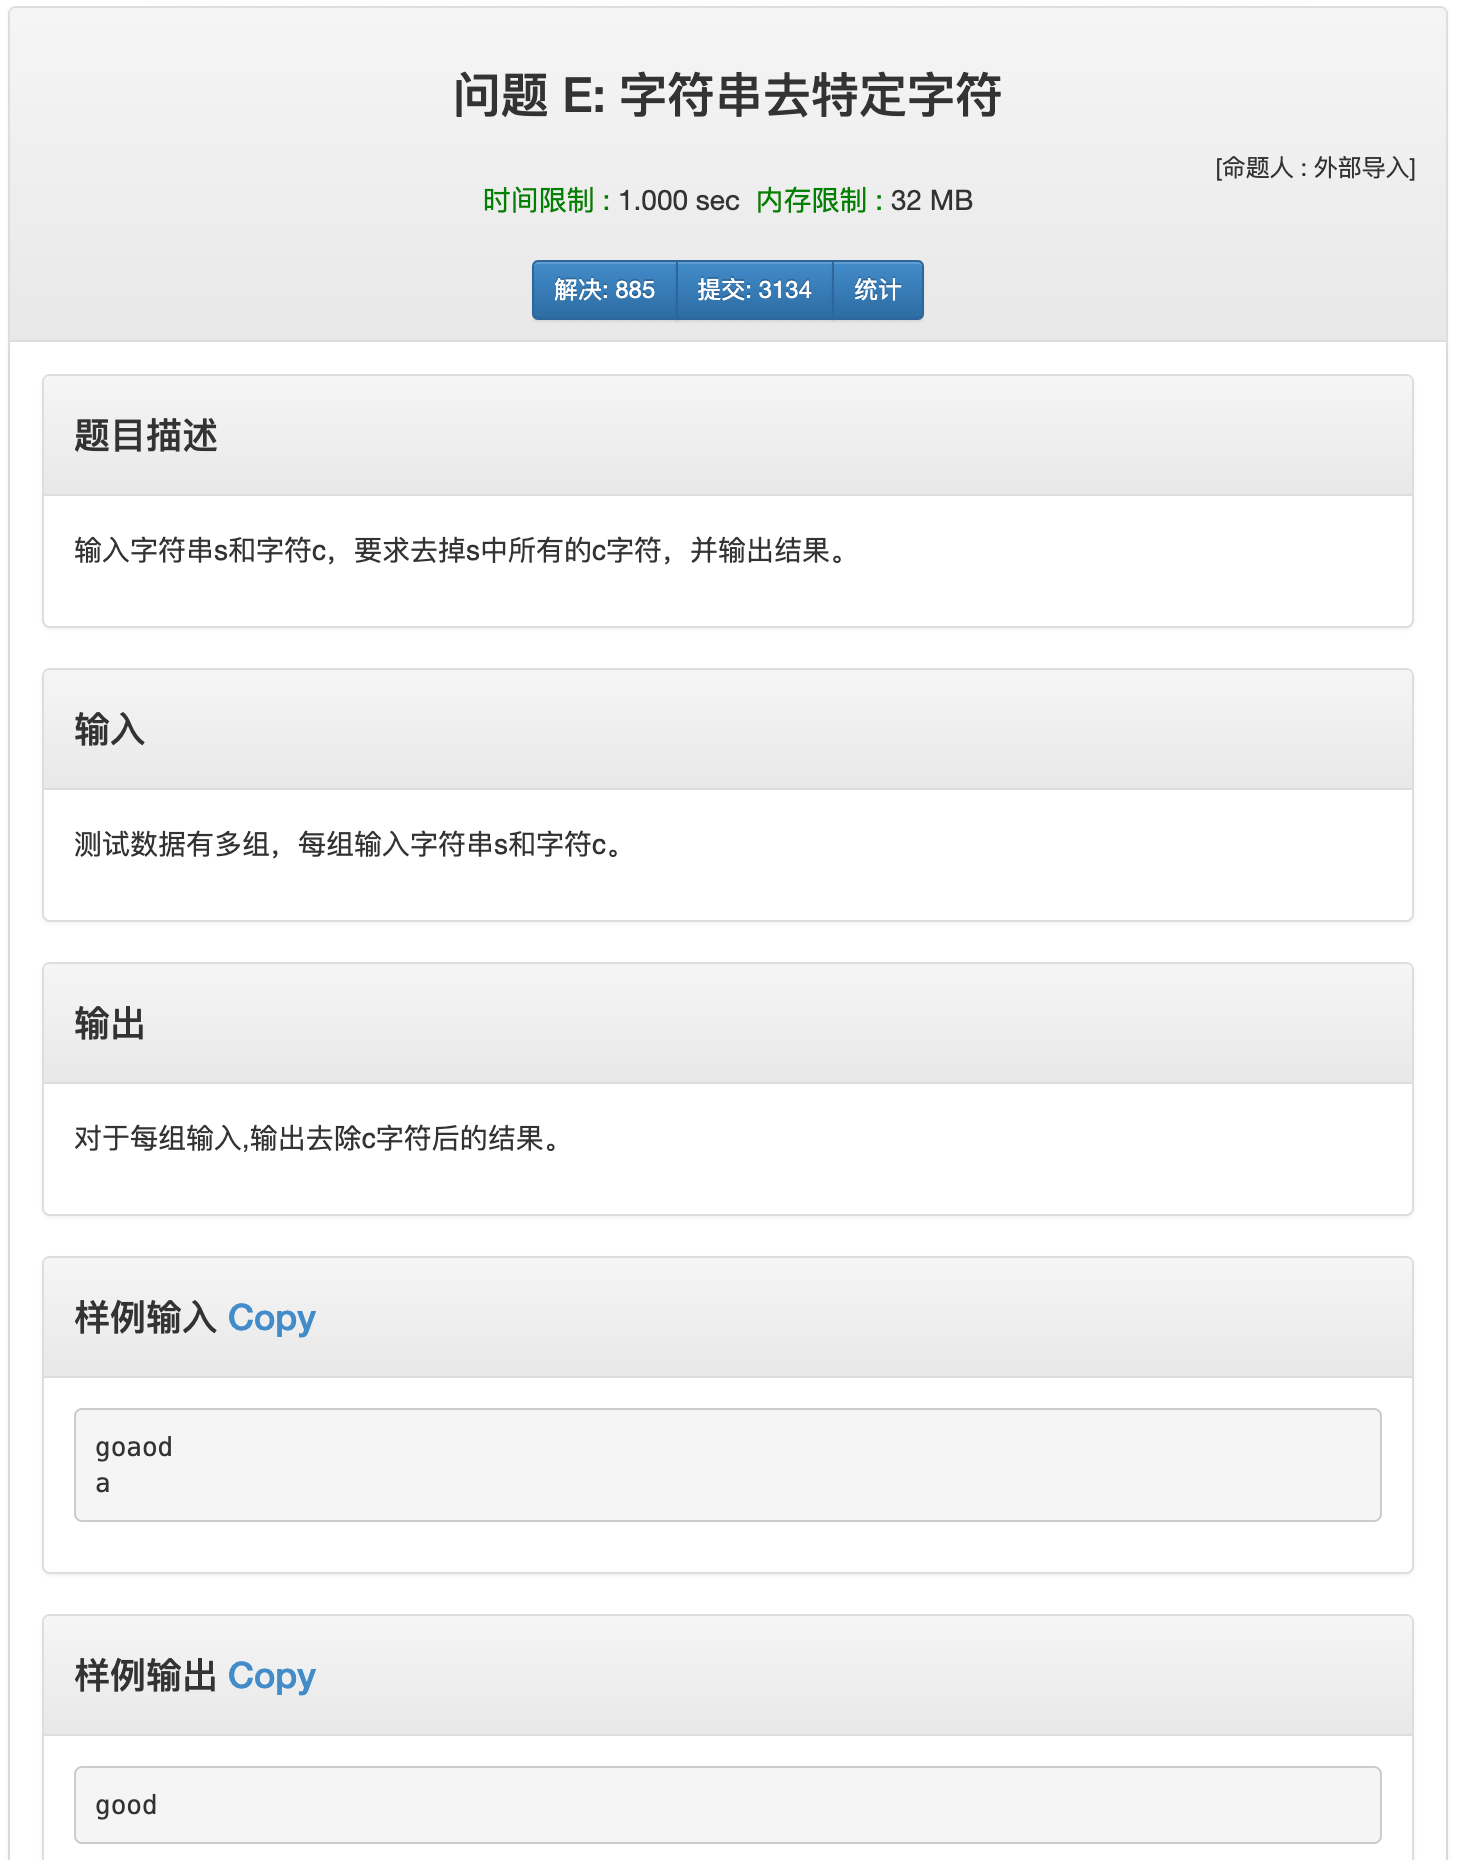 问题 E: 字符串去特定字符
[命题人 : 外部导入]
时间限制 : 1.000 sec 内存限制 : 32 MB
解决: 885 提交: 3134 统计
题目描述
输入字符串s和字符c，要求去掉s中所有的c字符，并输出结果。
输入
测试数据有多组，每组输入字符串s和字符c。
输出
对于每组输入,输出去除c字符后的结果。
样例输入 Copy
goaod
a
样例输出 Copy
good